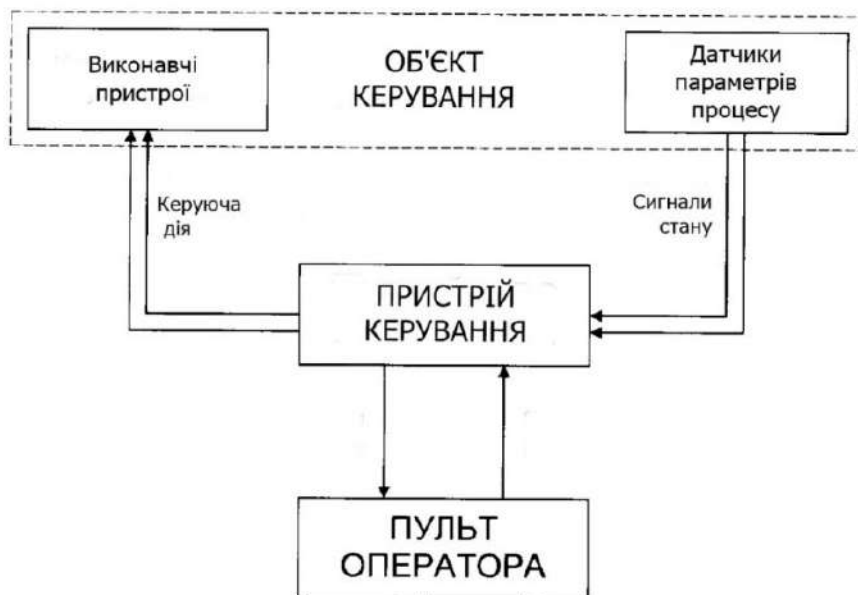 Виконавчі
пристрої
ОБ'ЄКТ
КЕРУВАННЯ
Датчики
параметрів
процесу
Керуюча
дія
Сигнали
стану
ПРИСТРІЙ
КЕРУВАННЯ
ПУЛЬТ
ОПЕРАТОРА